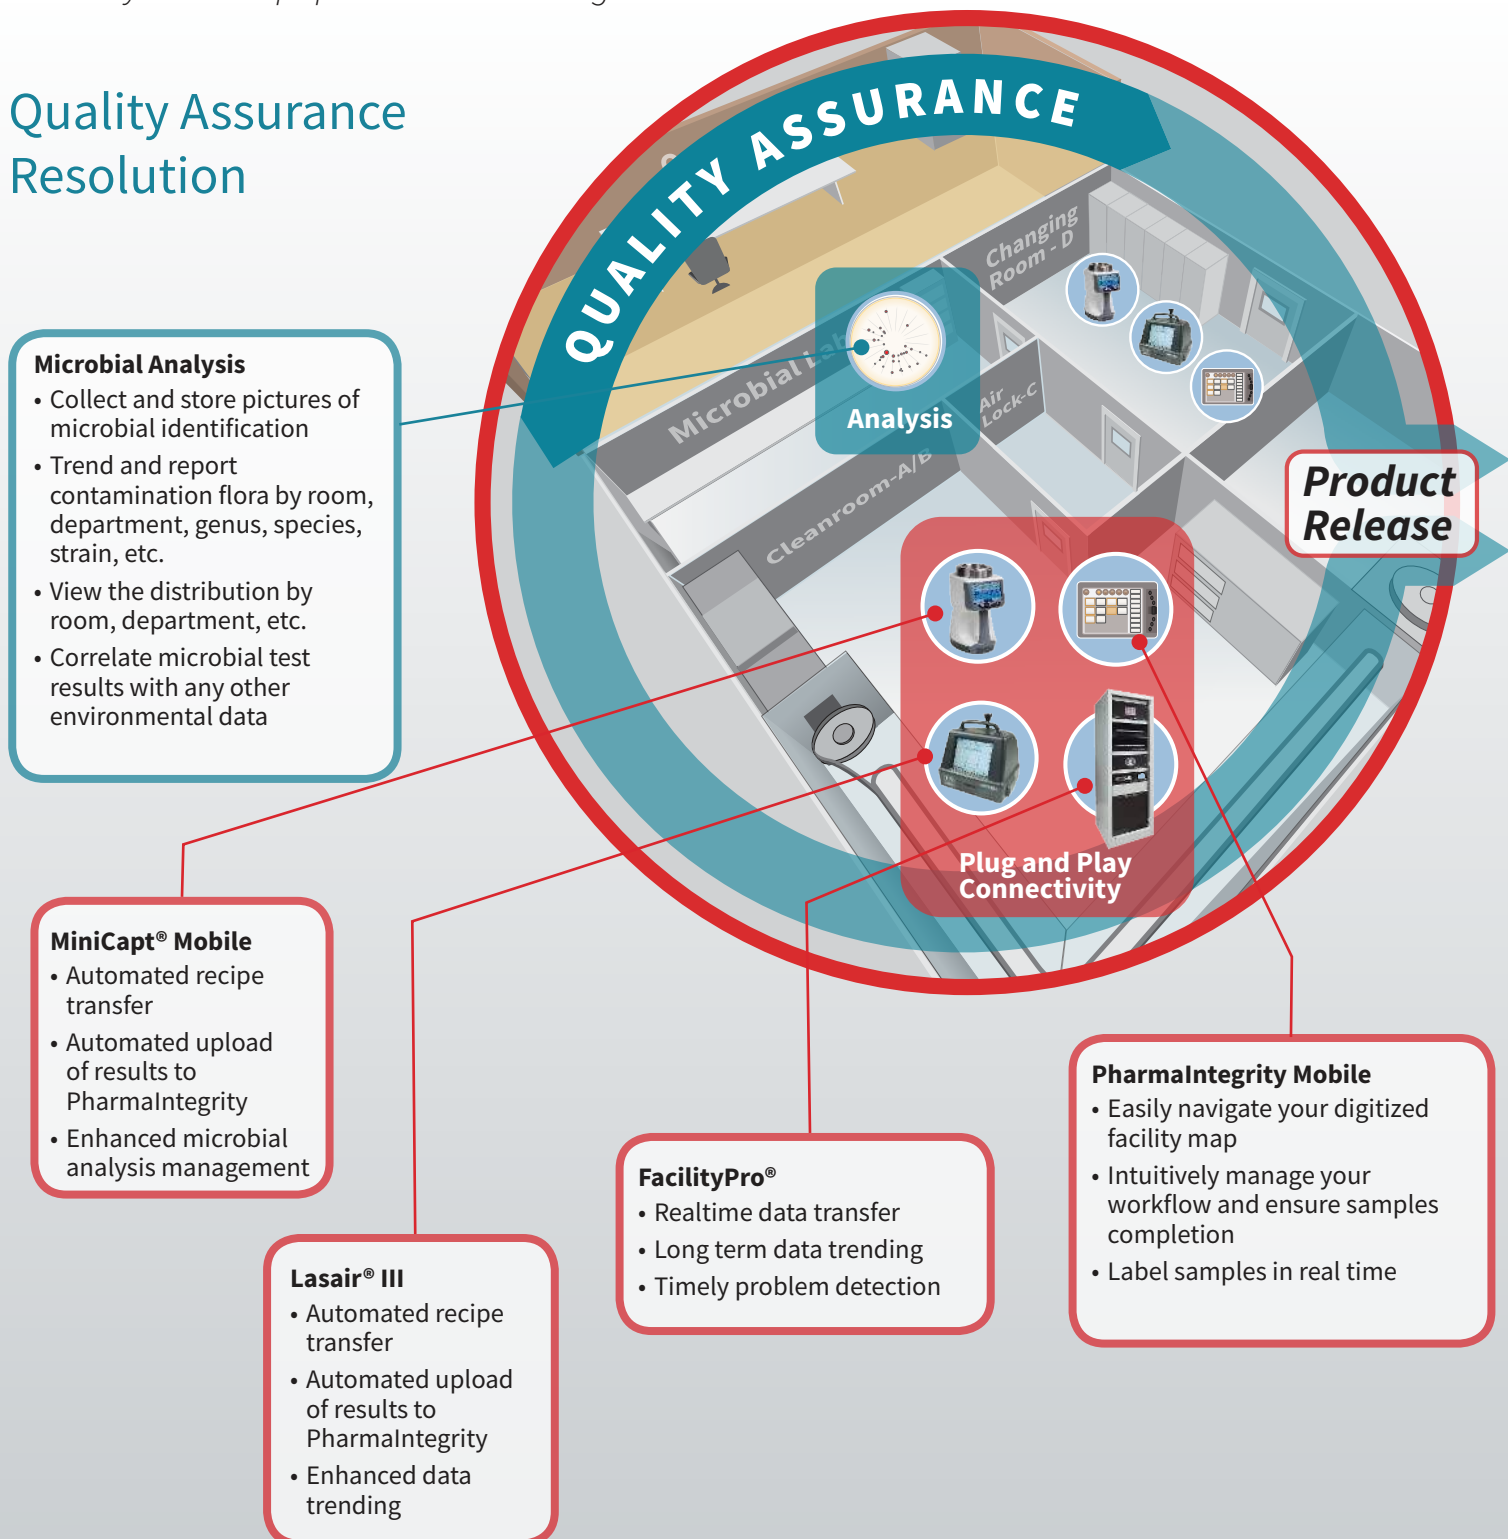 Quality Assurance
Resolution
QUALITY ASSURANCE
Changing
Room - D
Microbial Lab
Air
Lock-C
Cleanroom-A/B
Analysis
Product
Release
Plug and Play
Connectivity
Microbial Analysis
• Collect and store pictures of
microbial identification
• Trend and report
contamination flora by room,
department, genus, species,
strain, etc.
• View the distribution by
room, department, etc.
• Correlate microbial test
results with any other
environmental data
MiniCapt® Mobile
• Automated recipe
transfer
• Automated upload
of results to
PharmaIntegrity
• Enhanced microbial
analysis management
Lasair® III
• Automated recipe
transfer
• Automated upload
of results to
PharmaIntegrity
• Enhanced data
trending
FacilityPro®
• Realtime data transfer
• Long term data trending
• Timely problem detection
PharmaIntegrity Mobile
• Easily navigate your digitized
facility map
• Intuitively manage your
workflow and ensure samples
completion
• Label samples in real time